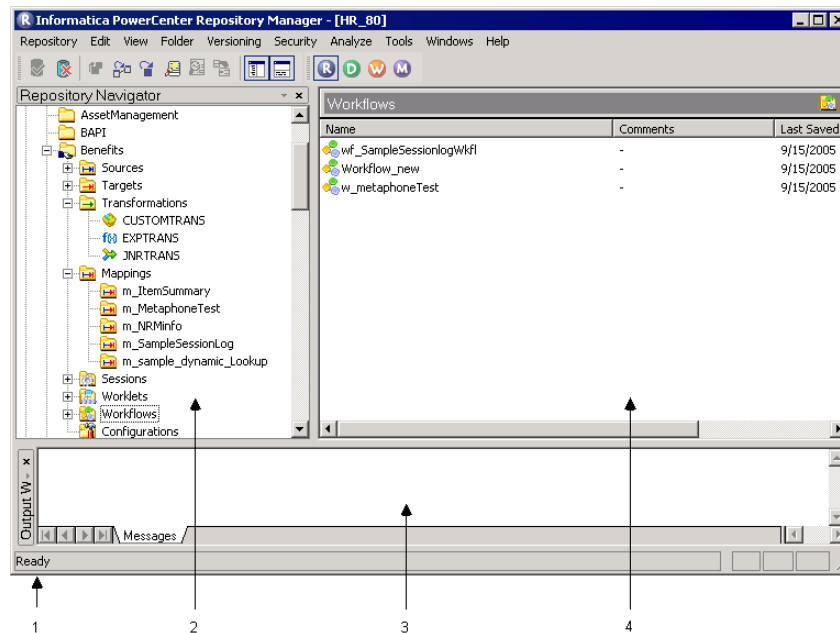 R Informatica PowerCenter Repository Manager - [HR_80]
Repository Edit View Folder Versioning Security Analyze Tools Windows Help
R D W M
Repository Navigator
AssetManagement
BAPI
Benefits
Sources
Targets
Transformations
CUSTOMTRANS
f(x) EXPTRANS
JNRTRANS
Mappings
m_ItemSummary
m_MetaphoneTest
m_NRMinfo
m_SampleSessionLog
m_sample_dynamic_Lookup
Sessions
Worklets
Workflows
Configurations
Workflows
Name Comments Last Saved
wf_SampleSessionlogWkfl - 9/15/2005
Workflow_new - 9/15/2005
w_metaphoneTest - 9/15/2005
Output W
Messages
Ready
1 2 3 4